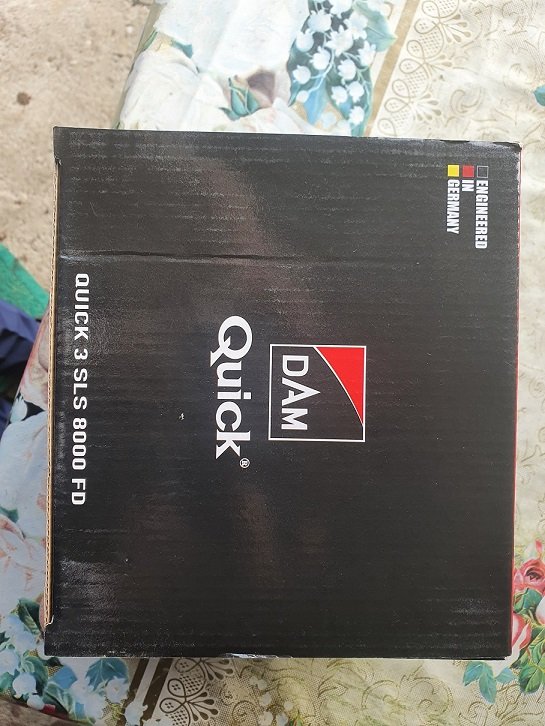 ENGINEERED
IN
GERMANY
DAM
Quick®
QUICK 3 SLS 8000 FD